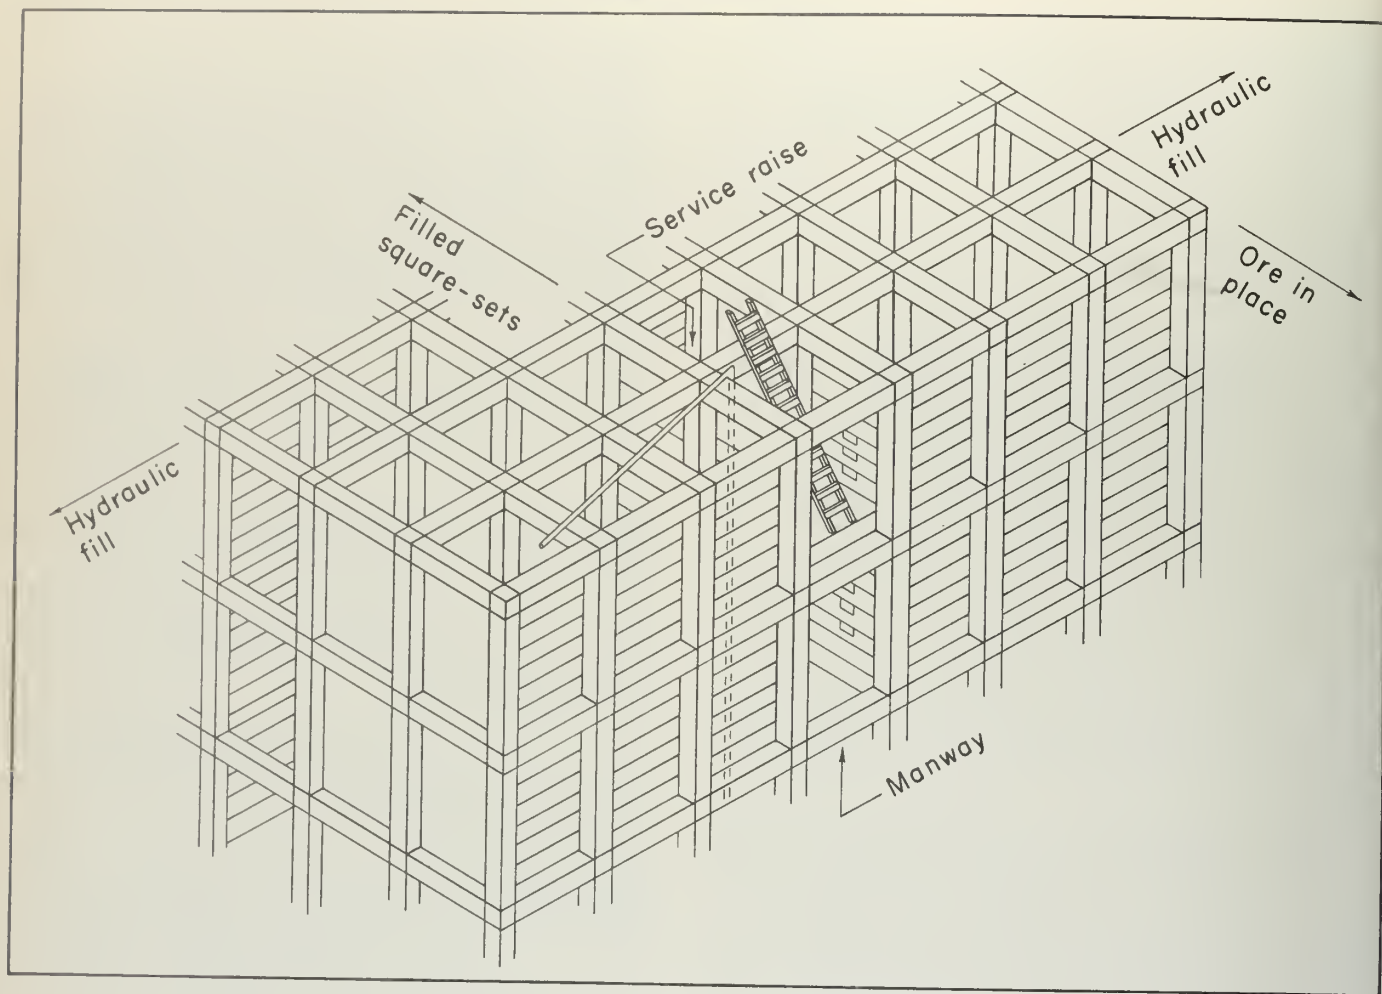 Hydraulic
fill
Service raise
Filled
square-sets
Ore in
place
Hydraulic
fill
Manway